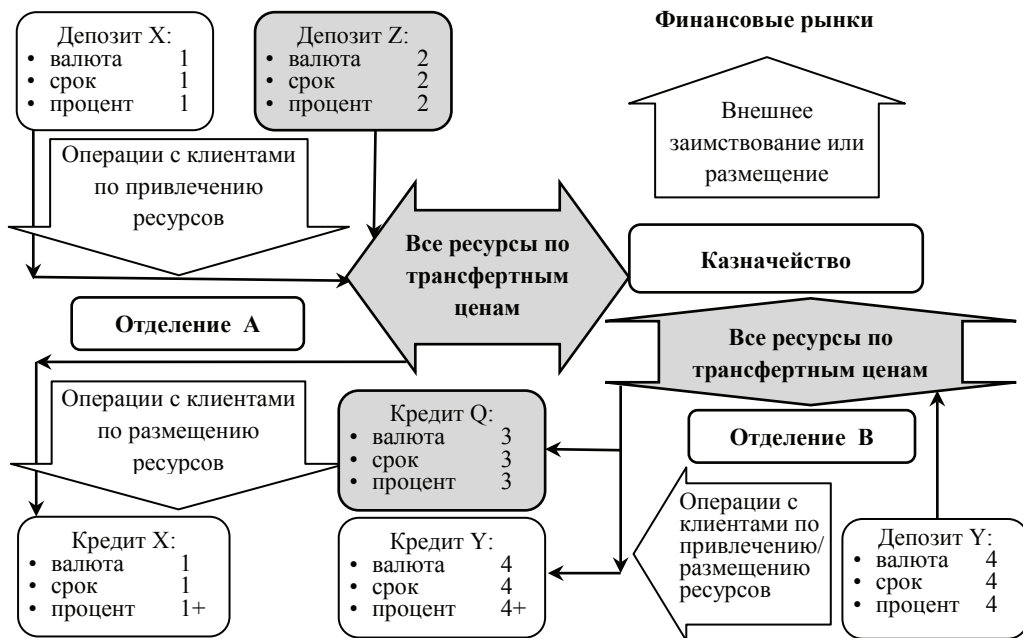 Депозит X:
• валюта 1
• срок 1
• процент 1
Депозит Z:
• валюта 2
• срок 2
• процент 2
Финансовые рынки
Внешнее
заимствование или
размещение
Операции с клиентами
по привлечению
ресурсов
Все ресурсы по
трансфертным
ценам
Казначейство
Отделение А
Все ресурсы по
трансфертным ценам
Операции с клиентами
по размещению
ресурсов
Кредит Q:
• валюта 3
• срок 3
• процент 3
Отделение В
Кредит X:
• валюта 1
• срок 1
• процент 1+
Кредит Y:
• валюта 4
• срок 4
• процент 4+
Операции с
клиентами по
привлечению/
размещению
ресурсов
Депозит Y:
• валюта 4
• срок 4
• процент 4